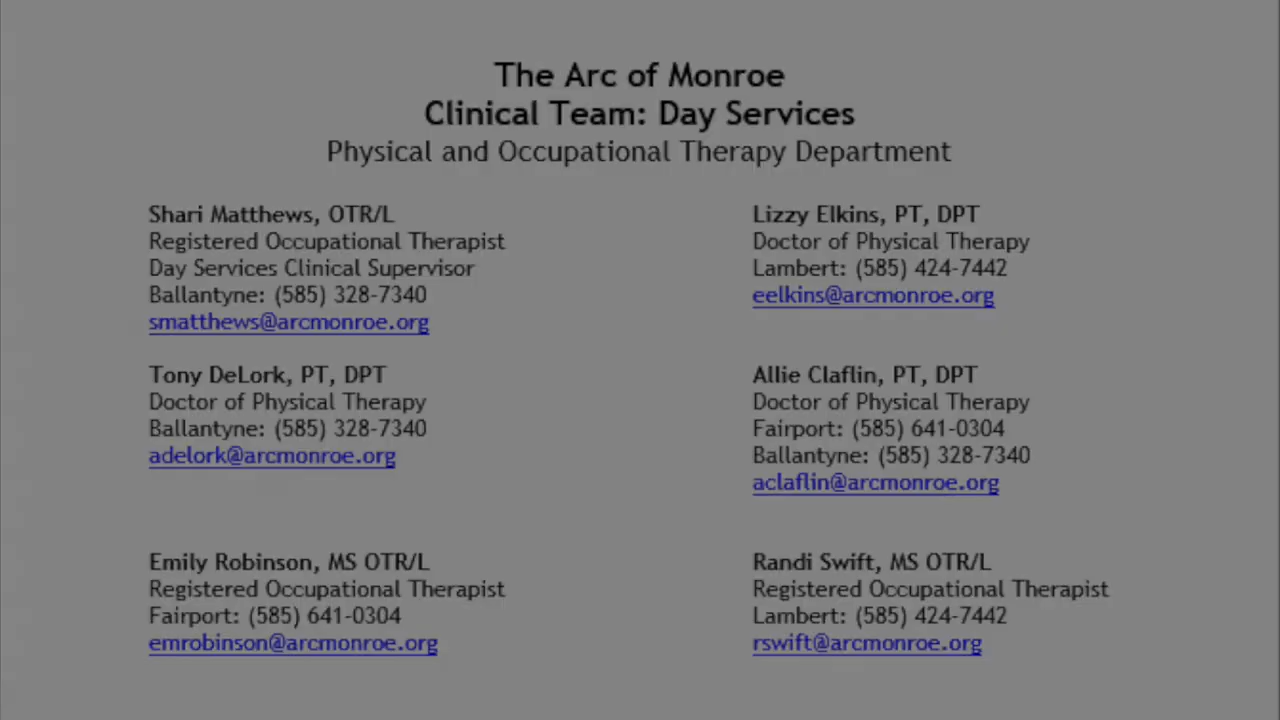 The Arc of Monroe
Clinical Team: Day Services
Physical and Occupational Therapy Department
Shari Matthews, OTR/L
Registered Occupational Therapist
Day Services Clinical Supervisor
Ballantyne: (585) 328-7340
smatthews@arcmonroe.org
Lizzy Elkins, PT, DPT
Doctor of Physical Therapy
Lambert: (585) 424-7442
eelkins@arcmonroe.org
Tony DeLork, PT, DPT
Doctor of Physical Therapy
Ballantyne: (585) 328-7340
adelork@arcmonroe.org
Allie Claflin, PT, DPT
Doctor of Physical Therapy
Fairport: (585) 641-0304
Ballantyne: (585) 328-7340
aclaflin@arcmonroe.org
Emily Robinson, MS OTR/L
Registered Occupational Therapist
Fairport: (585) 641-0304
emrobinson@arcmonroe.org
Randi Swift, MS OTR/L
Registered Occupational Therapist
Lambert: (585) 424-7442
rswift@arcmonroe.org